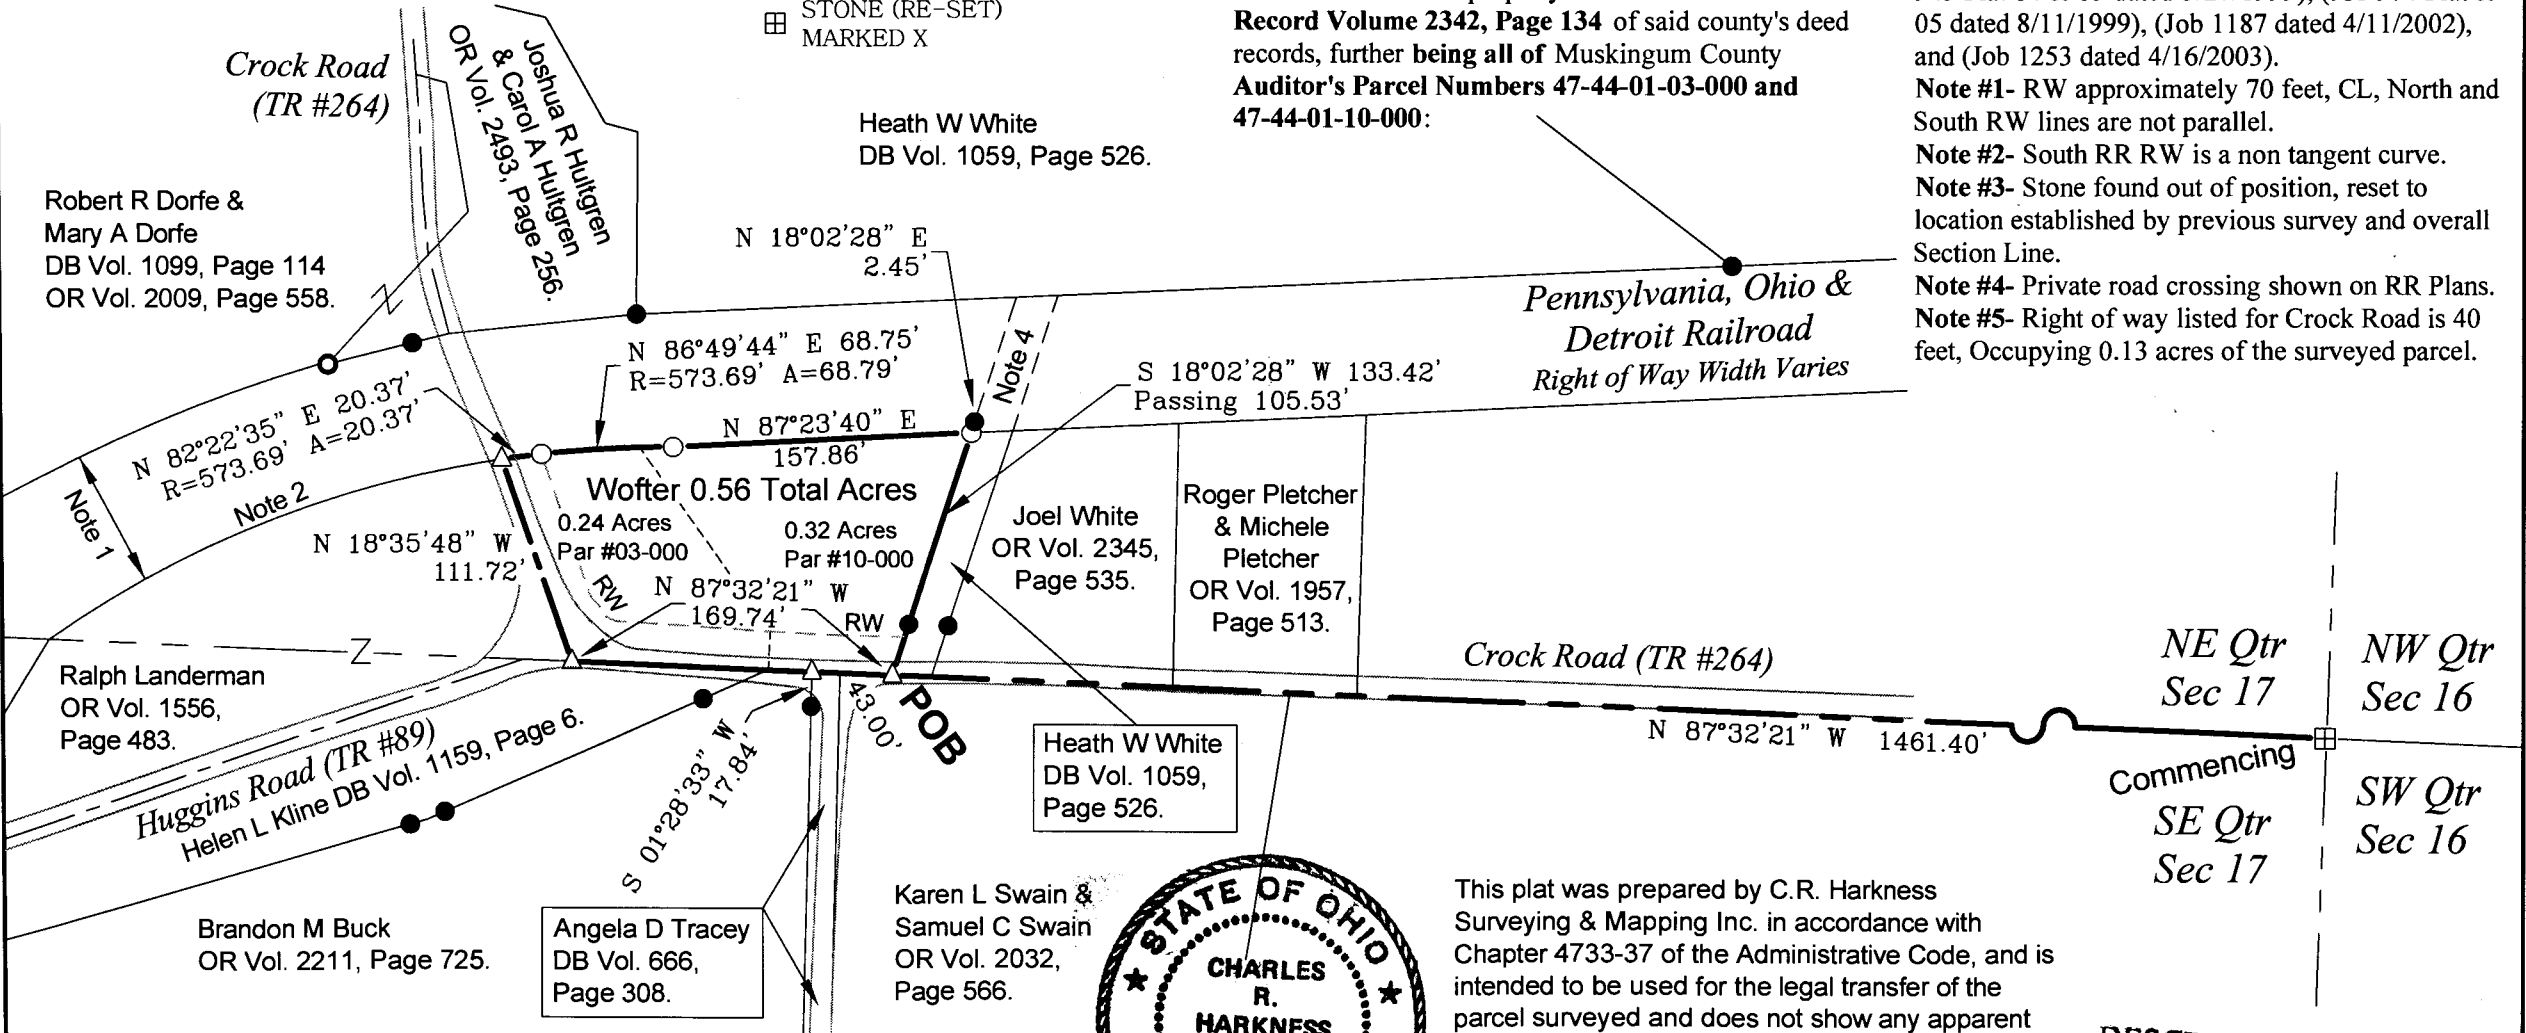 STONE (RE-SET)
MARKED X
Record Volume 2342, Page 134 of said county's deed
records, further being all of Muskingum County
Auditor's Parcel Numbers 47-44-01-03-000 and
47-44-01-10-000:
05 dated 8/11/1999), (Job 1187 dated 4/11/2002),
and (Job 1253 dated 4/16/2003).
Note #1- RW approximately 70 feet, CL, North and
South RW lines are not parallel.
Note #2- South RR RW is a non tangent curve.
Note #3- Stone found out of position, reset to
location established by previous survey and overall
Section Line.
Note #4- Private road crossing shown on RR Plans.
Note #5- Right of way listed for Crock Road is 40
feet, Occupying 0.13 acres of the surveyed parcel.
Crock Road
(TR #264)
Joshua R Hultgren
& Carol A Hultgren
OR Vol. 2493, Page 256.
Heath W White
DB Vol. 1059, Page 526.
Robert R Dorfe &
Mary A Dorfe
DB Vol. 1099, Page 114
OR Vol. 2009, Page 558.
Z
N 18°02'28" E
2.45'
Pennsylvania, Ohio &
Detroit Railroad
Right of Way Width Varies
N 86°49'44" E 68.75'
R=573.69' A=68.79'
Note 4
S 18°02'28" W 133.42'
Passing 105.53'
N 82°22'35" E 20.37'
R=573.69' A=20.37'
N 87°23'40" E
157.86'
Note 1
Note 2
Wofter 0.56 Total Acres
0.24 Acres
Par #03-000
0.32 Acres
Par #10-000
N 18°35'48" W
111.72'
Joel White
OR Vol. 2345,
Page 535.
Roger Pletcher
& Michele
Pletcher
OR Vol. 1957,
Page 513.
RW
N 87°32'21" W
169.74'
RW
Z
Crock Road (TR #264)
NE Qtr
Sec 17
NW Qtr
Sec 16
Ralph Landerman
OR Vol. 1556,
Page 483.
Huggins Road (TR #89)
Helen L Kline DB Vol. 1159, Page 6.
43.00'
POB
S 01°28'33" W
17.84'
Heath W White
DB Vol. 1059,
Page 526.
N 87°32'21" W 1461.40'
Commencing
SE Qtr
Sec 17
SW Qtr
Sec 16
Brandon M Buck
OR Vol. 2211, Page 725.
Angela D Tracey
DB Vol. 666,
Page 308.
Karen L Swain &
Samuel C Swain
OR Vol. 2032,
Page 566.
STATE OF OHIO
CHARLES
R.
HARKNESS
This plat was prepared by C.R. Harkness
Surveying & Mapping Inc. in accordance with
Chapter 4733-37 of the Administrative Code, and is
intended to be used for the legal transfer of the
parcel surveyed and does not show any apparent